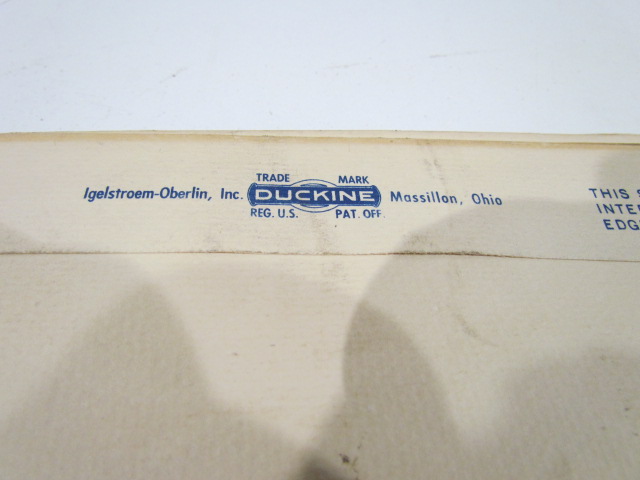 TRADE MARK
Igelstroem-Oberlin, Inc. DUCKINE Massillon, Ohio
REG. U.S. PAT. OFF.
THIS
INTE
EDG